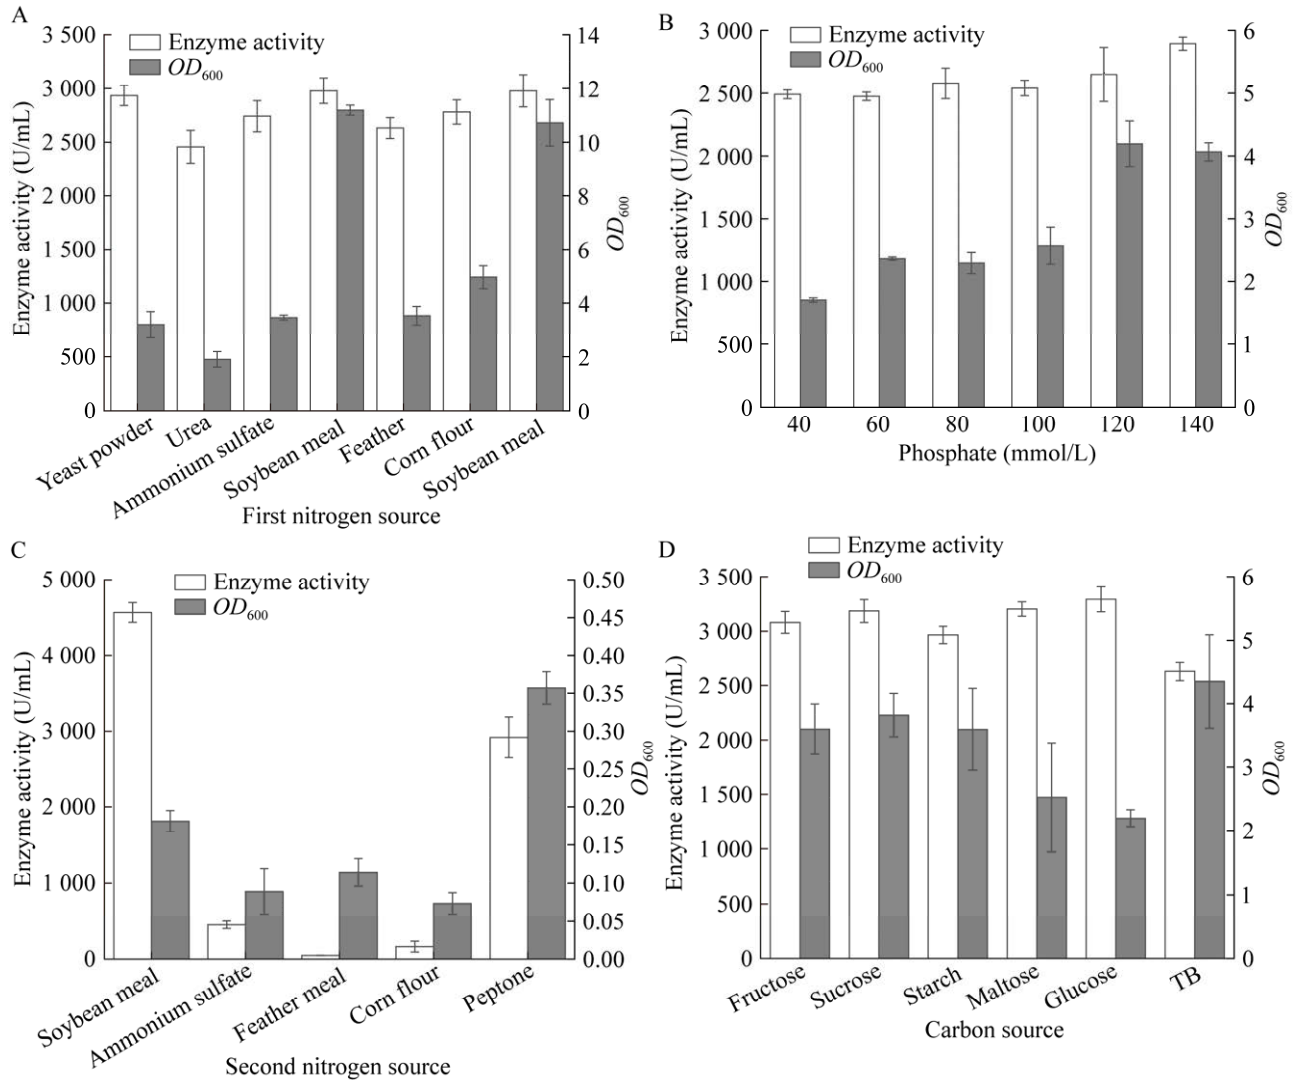 A
3 500
3 000
2 500
2 000
1 500
1 000
500
0
Enzyme activity (U/mL)
Enzyme activity
OD600
14
12
10
8
6
4
2
0
OD600
Yeast powder
Urea
Ammonium sulfate
Soybean meal
Feather
Corn flour
Soybean meal
First nitrogen source
B
3 000
2 500
2 000
1 500
1 000
500
0
Enzyme activity (U/mL)
Enzyme activity
OD600
6
5
4
3
2
1
0
OD600
40 60 80 100 120 140
Phosphate (mmol/L)
C
5 000
4 000
3 000
2 000
1 000
0
Enzyme activity (U/mL)
Enzyme activity
OD600
0.50
0.45
0.40
0.35
0.30
0.25
0.20
0.15
0.10
0.05
0.00
OD600
Soybean meal
Ammonium sulfate
Feather meal
Corn flour
Peptone
Second nitrogen source
D
3 500
3 000
2 500
2 000
1 500
1 000
500
0
Enzyme activity (U/mL)
Enzyme activity
OD600
6
5
4
3
2
1
0
OD600
Fructose
Sucrose
Starch
Maltose
Glucose
TB
Carbon source